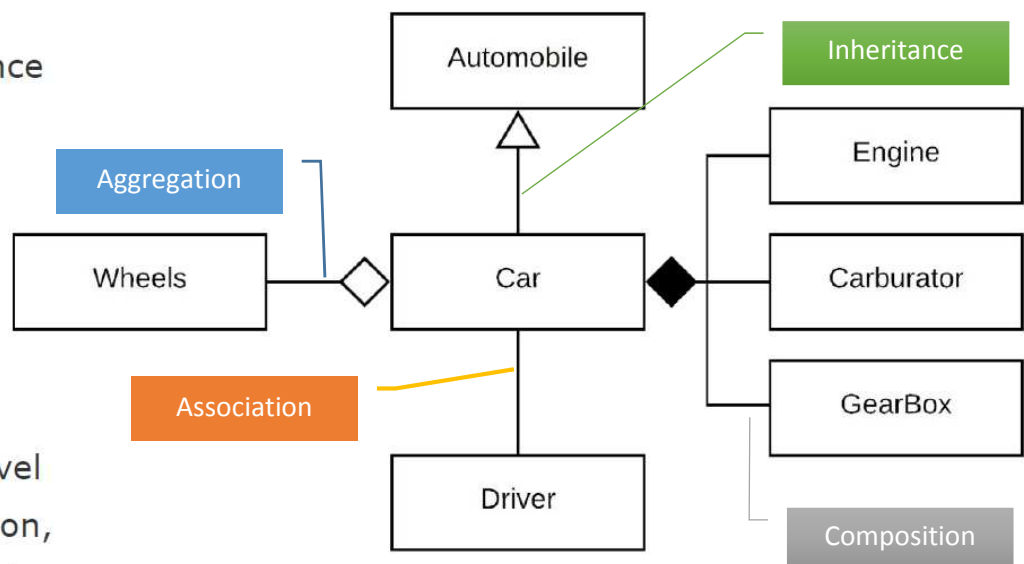 Automobile
Inheritance
Engine
Aggregation
Wheels
Car
Carburator
Association
GearBox
Driver
Composition